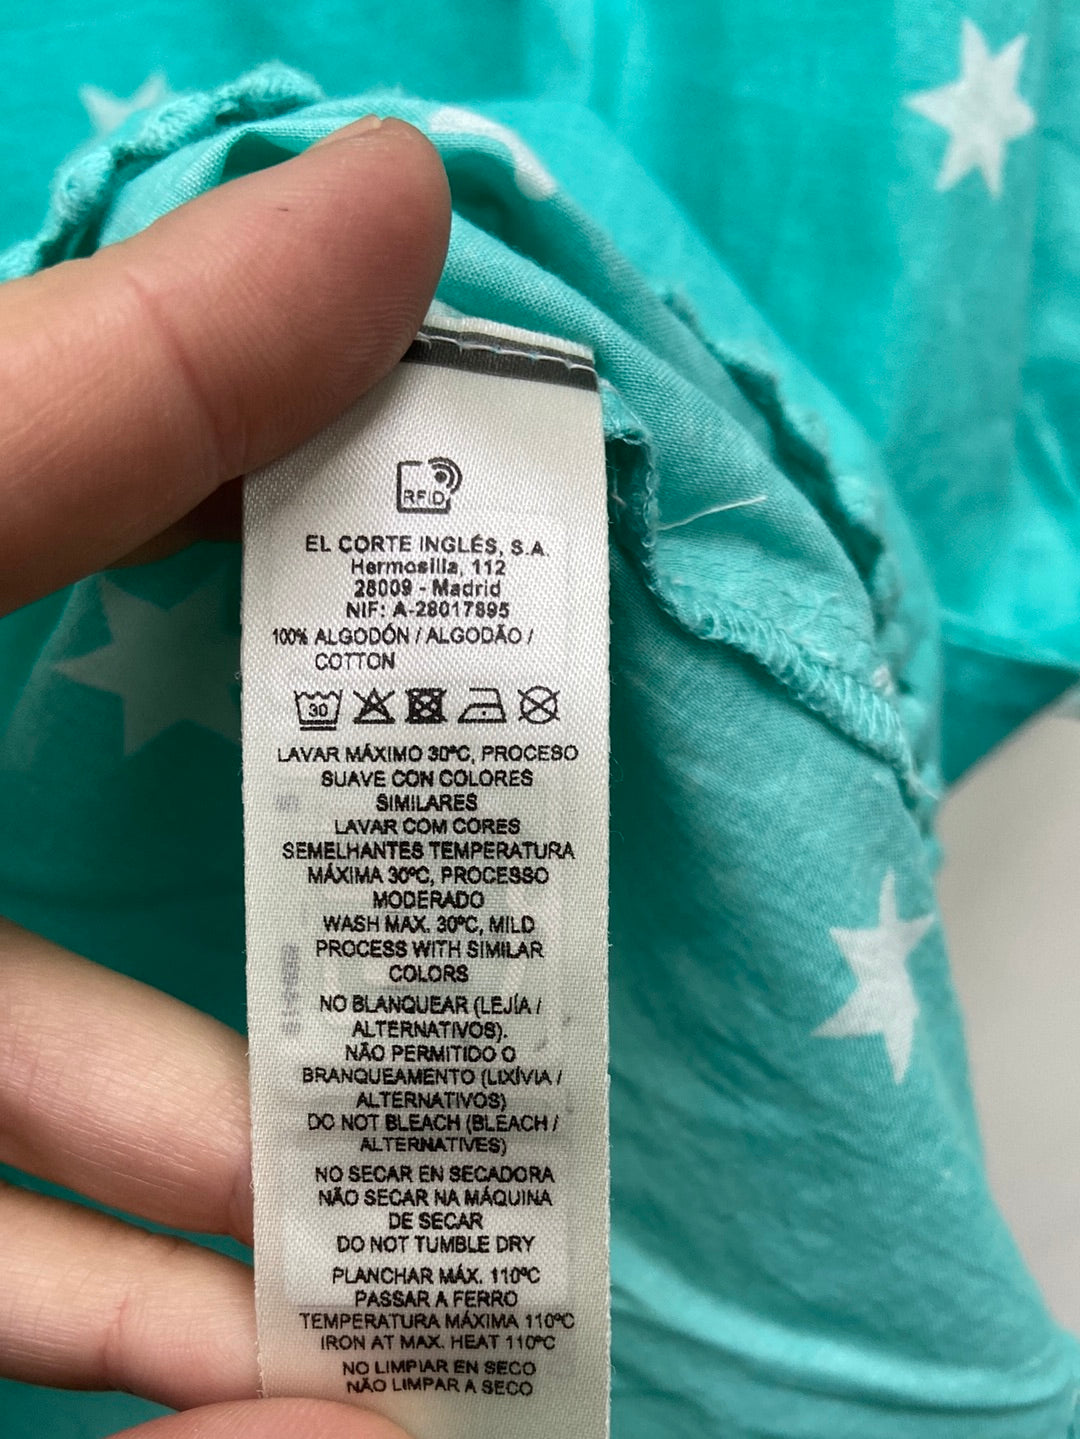 RFID
EL CORTE INGLÉS, S.A.
Hermosilla, 112
28009 - Madrid
NIF: A-28017895
100% ALGODÓN / ALGODÃO /
COTTON
30
LAVAR MÁXIMO 30ºC, PROCESO
SUAVE CON COLORES
SIMILARES
LAVAR COM CORES
SEMELHANTES TEMPERATURA
MÁXIMA 30ºC, PROCESSO
MODERADO
WASH MAX. 30ºC, MILD
PROCESS WITH SIMILAR
COLORS
NO BLANQUEAR (LEJÍA /
ALTERNATIVOS).
NÃO PERMITIDO O
BRANQUEAMENTO (LIXÍVIA /
ALTERNATIVOS)
DO NOT BLEACH (BLEACH /
ALTERNATIVES)
NO SECAR EN SECADORA
NÃO SECAR NA MÁQUINA
DE SECAR
DO NOT TUMBLE DRY
PLANCHAR MÁX. 110ºC
PASSAR A FERRO
TEMPERATURA MÁXIMA 110ºC
IRON AT MAX. HEAT 110ºC
NO LIMPIAR EN SECO
NÃO LIMPAR A SECO